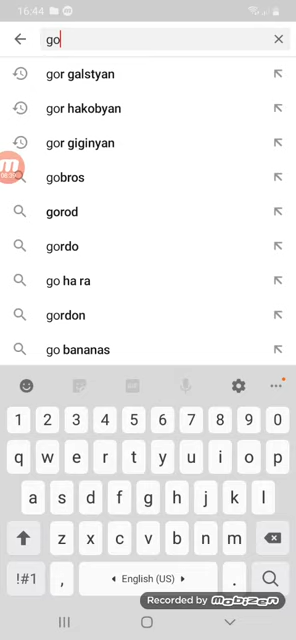 16:44
go
gor galstyan
gor hakobyan
gor giginyan
gobros
gorod
gordo
go ha ra
gordon
go bananas
GIF
1 2 3 4 5 6 7 8 9 0
q w e r t y u i o p
a s d f g h j k l
z x c v b n m
!#1 , English (US) .
Recorded by mobizen